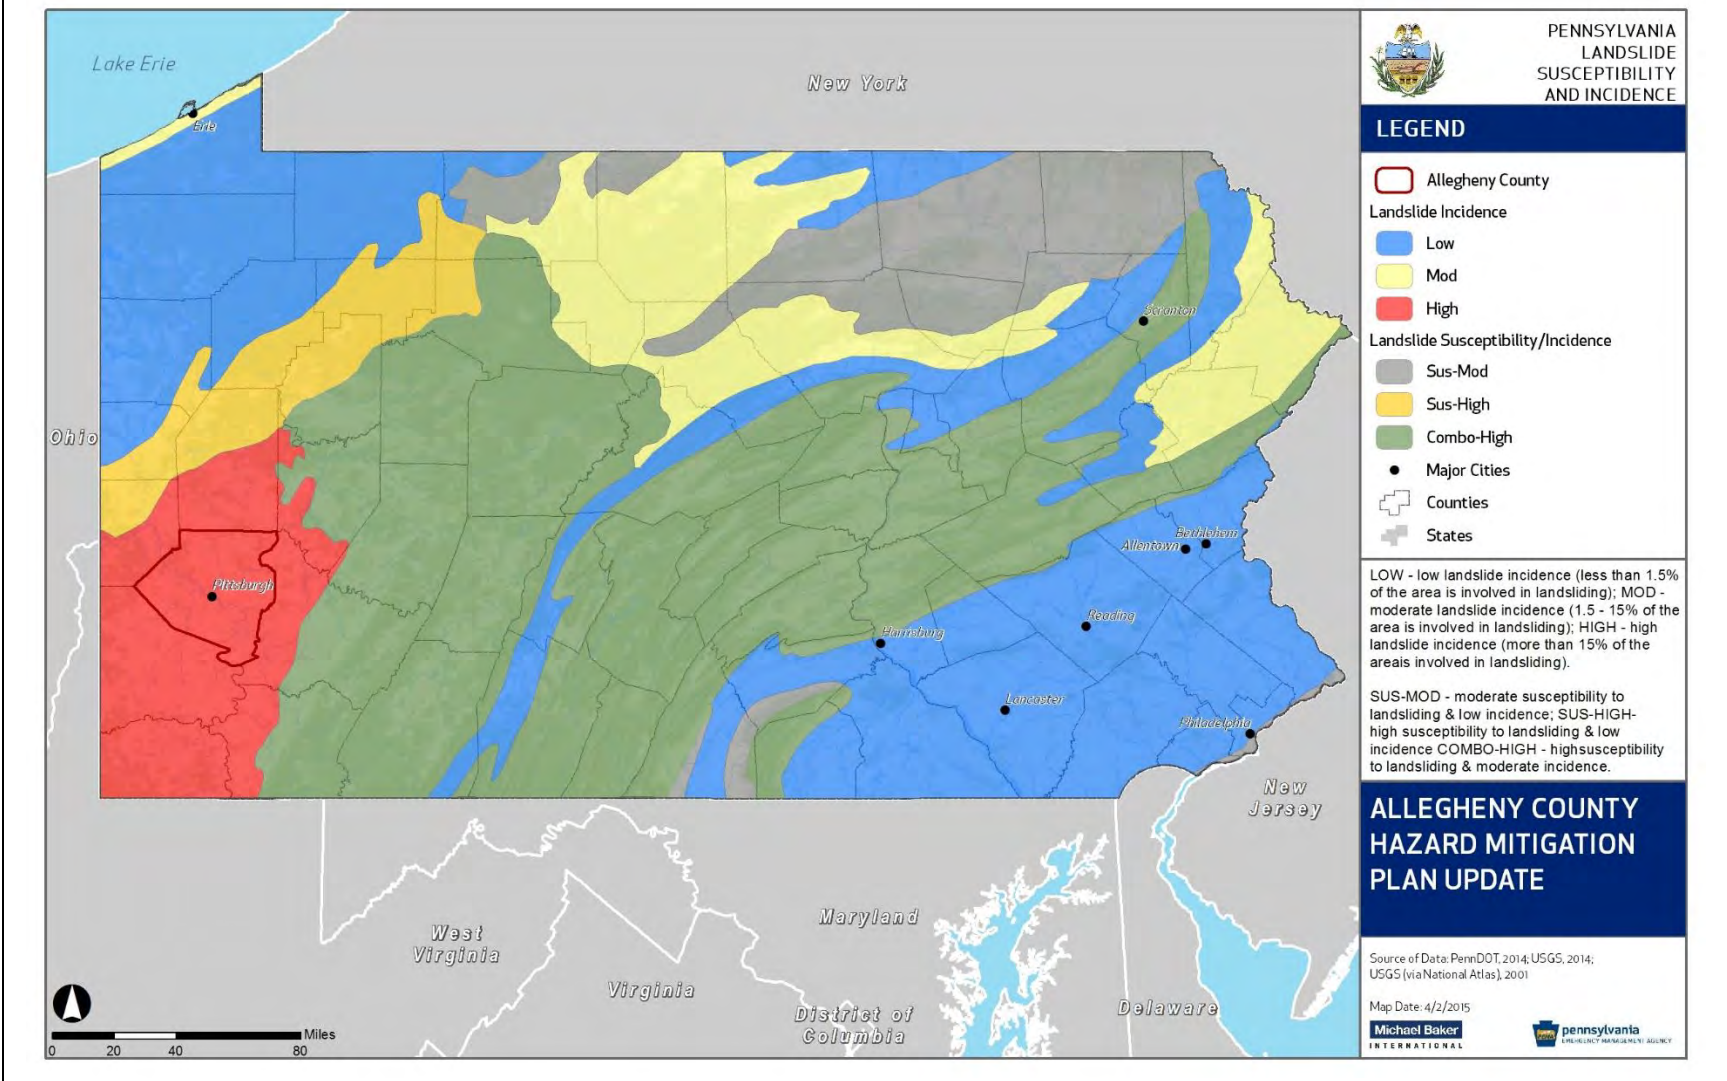 Lake Erie
New York
Erie
Scranton
Ohio
Bethlehem
Allentown
Pittsburgh
Reading
Harrisburg
Lancaster
Philadelphia
New
Jersey
Maryland
West
Virginia
Virginia
District of
Columbia
Delaware
Miles
0 20 40 80
PENNSYLVANIA
LANDSLIDE
SUSCEPTIBILITY
AND INCIDENCE
LEGEND
Allegheny County
Landslide Incidence
Low
Mod
High
Landslide Susceptibility/Incidence
Sus-Mod
Sus-High
Combo-High
Major Cities
Counties
States
LOW - low landslide incidence (less than 1.5%
of the area is involved in landsliding); MOD -
moderate landslide incidence (1.5 - 15% of the
area is involved in landsliding); HIGH - high
landslide incidence (more than 15% of the
areais involved in landsliding).
SUS-MOD - moderate susceptibility to
landsliding & low incidence; SUS-HIGH-
high susceptibility to landsliding & low
incidence COMBO-HIGH - highsusceptibility
to landsliding & moderate incidence.
ALLEGHENY COUNTY
HAZARD MITIGATION
PLAN UPDATE
Source of Data: PennDOT, 2014; USGS, 2014;
USGS (via National Atlas), 2001
Map Date: 4/2/2015
Michael Baker
INTERNATIONAL
pennsylvania
EMERGENCY MANAGEMENT AGENCY